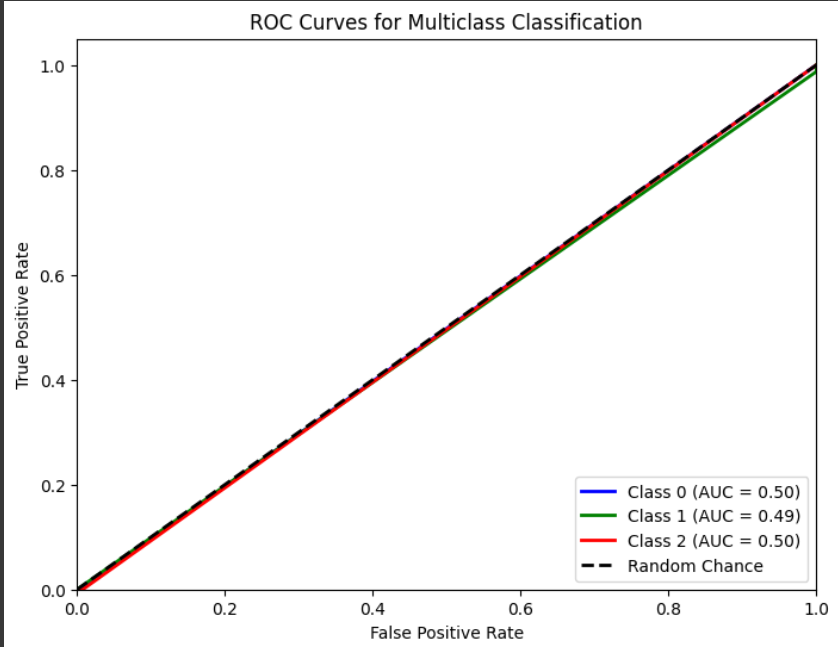 ROC Curves for Multiclass Classification
True Positive Rate
1.0
0.8
0.6
0.4
0.2
0.0
0.0 0.2 0.4 0.6 0.8 1.0
False Positive Rate
Class 0 (AUC = 0.50)
Class 1 (AUC = 0.49)
Class 2 (AUC = 0.50)
Random Chance